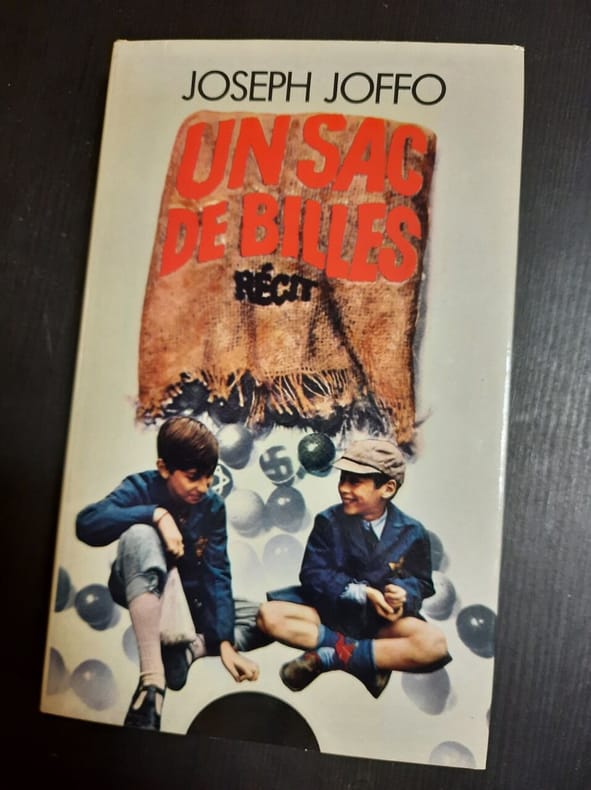 JOSEPH JOFFO
UN SAC
DE BILLES
RÉCIT